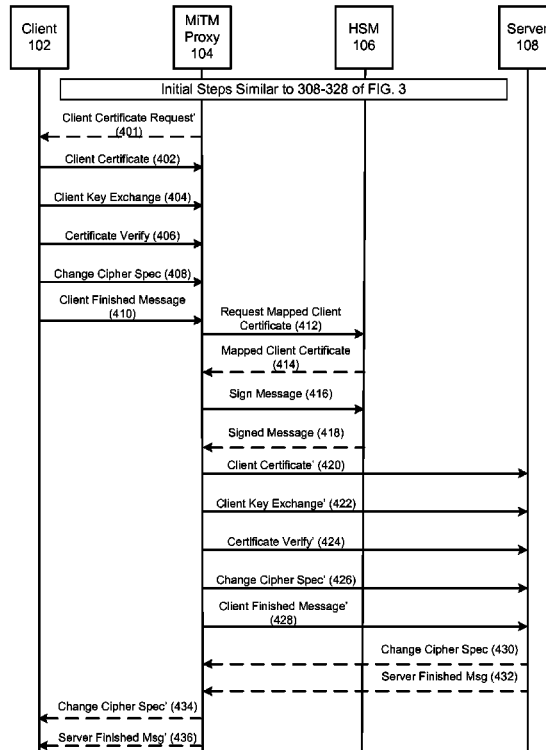 Client
102
MiTM
Proxy
104
HSM
106
Server
108
Initial Steps Similar to 308-328 of FIG. 3
Client Certificate Request'
(401)
Client Certificate (402)
Client Key Exchange (404)
Certificate Verify (406)
Change Cipher Spec (408)
Client Finished Message
(410)
Request Mapped Client
Certificate (412)
Mapped Client Certificate
(414)
Sign Message (416)
Signed Message (418)
Client Certificate' (420)
Client Key Exchange' (422)
Certificate Verify' (424)
Change Cipher Spec' (426)
Client Finished Message'
(428)
Change Cipher Spec (430)
Server Finished Msg (432)
Change Cipher Spec' (434)
Server Finished Msg' (436)